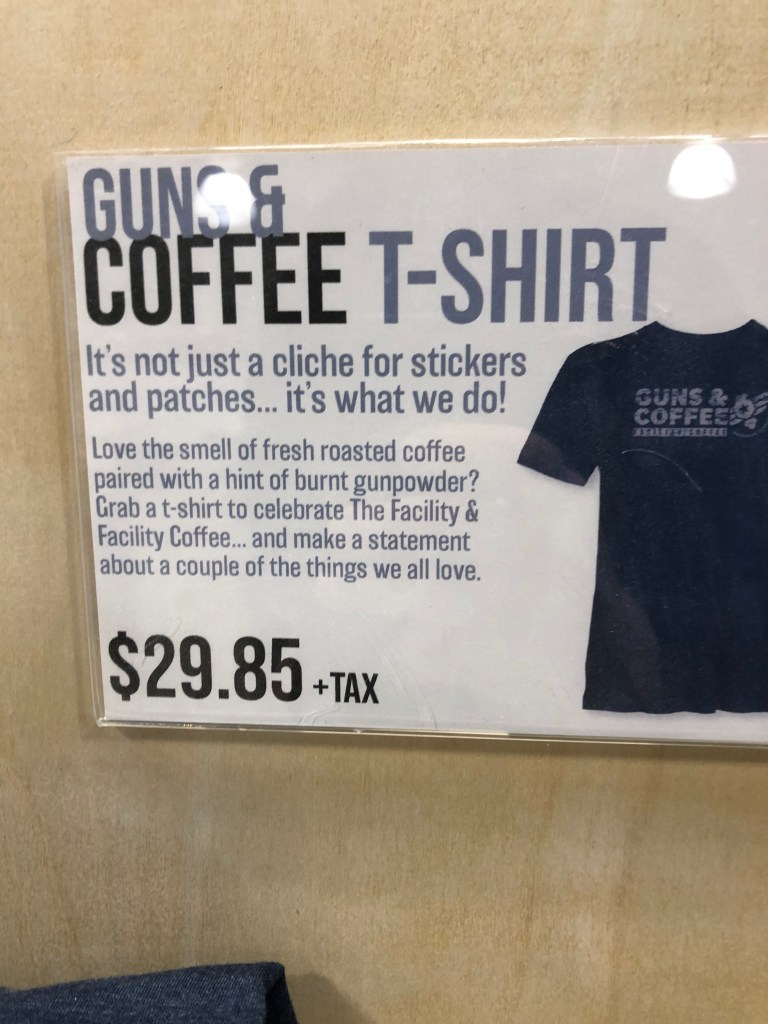 GUNS &
COFFEE T-SHIRT
It's not just a cliche for stickers
and patches... it's what we do!
Love the smell of fresh roasted coffee
paired with a hint of burnt gunpowder?
Grab a t-shirt to celebrate The Facility &
Facility Coffee... and make a statement
about a couple of the things we all love.
$29.85 +TAX
GUNS &
COFFEE